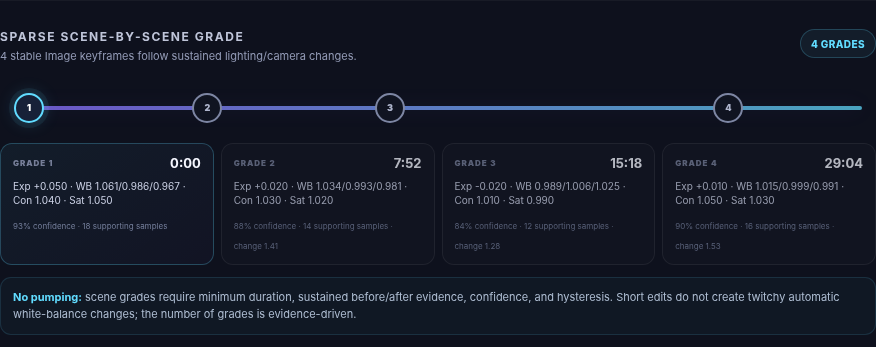 SPARSE SCENE-BY-SCENE GRADE
4 stable image keyframes follow sustained lighting/camera changes.
4 GRADES
1
2
3
4
GRADE 1
0:00
Exp +0.050 · WB 1.061/0.986/0.967 ·
Con 1.040 · Sat 1.050
93% confidence · 18 supporting samples
GRADE 2
7:52
Exp +0.020 · WB 1.034/0.993/0.981 ·
Con 1.030 · Sat 1.020
88% confidence · 14 supporting samples ·
change 1.41
GRADE 3
15:18
Exp -0.020 · WB 0.989/1.006/1.025 ·
Con 1.010 · Sat 0.990
84% confidence · 12 supporting samples ·
change 1.28
GRADE 4
29:04
Exp +0.010 · WB 1.015/0.999/0.991 ·
Con 1.050 · Sat 1.030
90% confidence · 16 supporting samples ·
change 1.53
No pumping: scene grades require minimum duration, sustained before/after evidence, confidence, and hysteresis. Short edits do not create twitchy automatic
white-balance changes; the number of grades is evidence-driven.